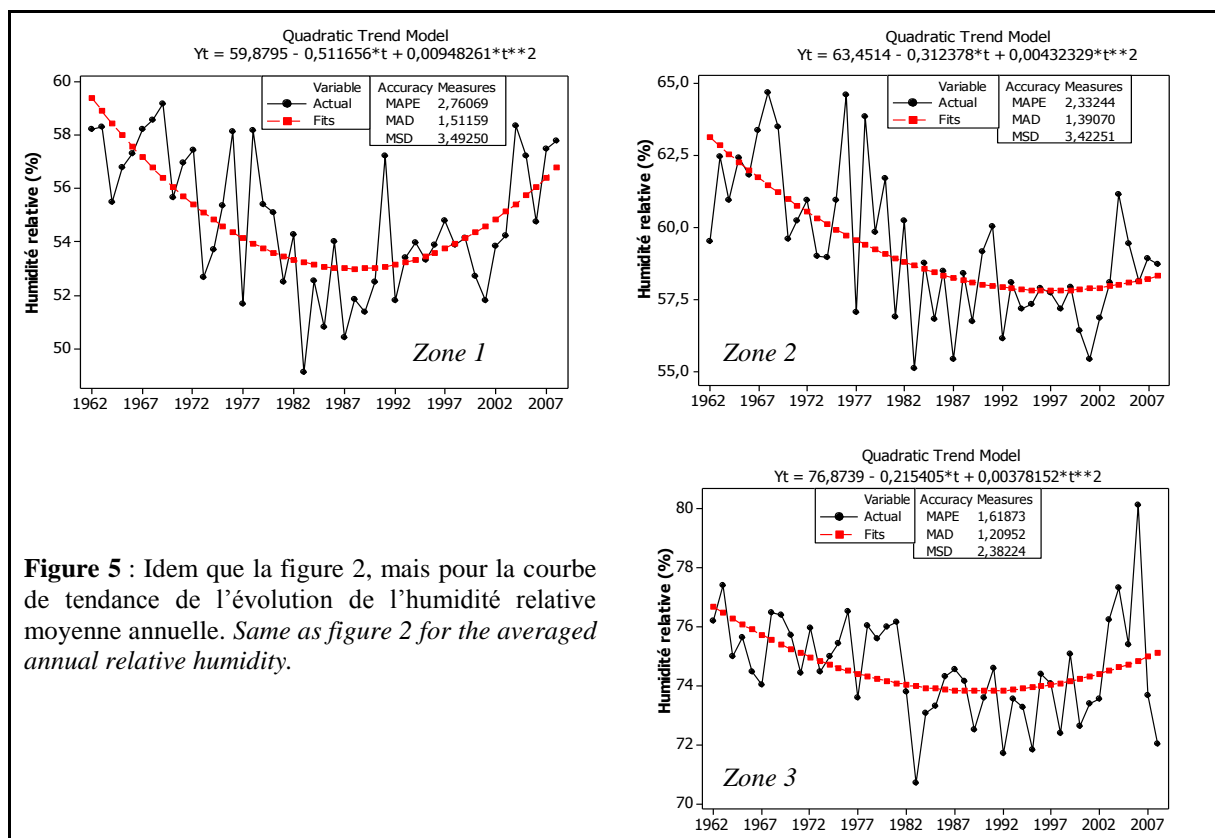 Quadratic Trend Model
Yt = 59,8795 - 0,511656*t + 0,00948261*t**2
Variable
Actual
Fits
Accuracy Measures
MAPE 2,76069
MAD 1,51159
MSD 3,49250
Humidité relative (%)
60
58
56
54
52
50
Zone 1
1962 1967 1972 1977 1982 1987 1992 1997 2002 2007
Quadratic Trend Model
Yt = 63,4514 - 0,312378*t + 0,00432329*t**2
Variable
Actual
Fits
Accuracy Measures
MAPE 2,33244
MAD 1,39070
MSD 3,42251
Humidité relative (%)
65,0
62,5
60,0
57,5
55,0
Zone 2
1962 1967 1972 1977 1982 1987 1992 1997 2002 2007
Quadratic Trend Model
Yt = 76,8739 - 0,215405*t + 0,00378152*t**2
Variable
Actual
Fits
Accuracy Measures
MAPE 1,61873
MAD 1,20952
MSD 2,38224
Humidité relative (%)
80
78
76
74
72
70
Zone 3
1962 1967 1972 1977 1982 1987 1992 1997 2002 2007
Figure 5 : Idem que la figure 2, mais pour la courbe
de tendance de l’évolution de l’humidité relative
moyenne annuelle. Same as figure 2 for the averaged
annual relative humidity.